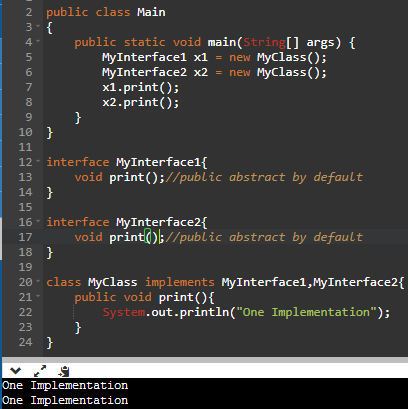 2 public class Main
3 {
4 public static void main(String[] args) {
5 MyInterface1 x1 = new MyClass();
6 MyInterface2 x2 = new MyClass();
7 x1.print();
8 x2.print();
9 }
10 }
11
12 interface MyInterface1{
13 void print();//public abstract by default
14 }
15
16 interface MyInterface2{
17 void print();//public abstract by default
18 }
19
20 class MyClass implements MyInterface1,MyInterface2{
21 public void print(){
22 System.out.println("One Implementation");
23 }
24 }
One Implementation
One Implementation